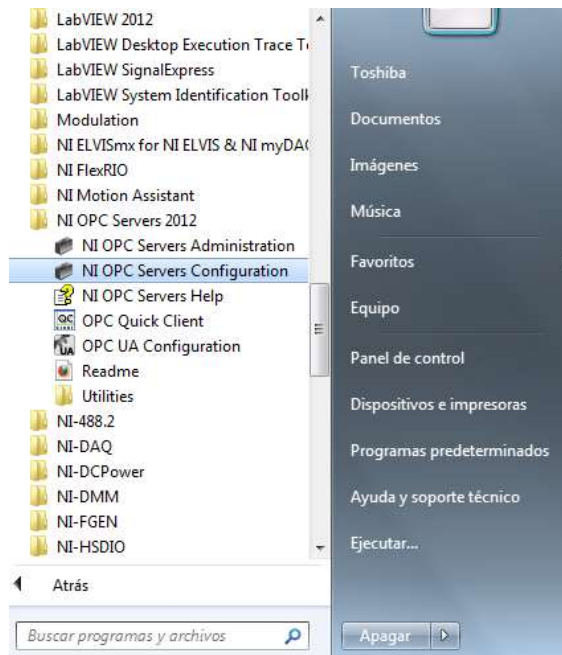 LabVIEW 2012
LabVIEW Desktop Execution Trace T
LabVIEW SignalExpress
LabVIEW System Identification Toolk
Modulation
NI ELVISmx for NI ELVIS & NI myDA
NI FlexRIO
NI Motion Assistant
NI OPC Servers 2012
NI OPC Servers Administration
NI OPC Servers Configuration
NI OPC Servers Help
OPC Quick Client
OPC UA Configuration
Readme
Utilities
NI-488.2
NI-DAQ
NI-DCPower
NI-DMM
NI-FGEN
NI-HSDIO
Atrás
Buscar programas y archivos
Toshiba
Documentos
Imágenes
Música
Favoritos
Equipo
Panel de control
Dispositivos e impresoras
Programas predeterminados
Ayuda y soporte técnico
Ejecutar...
Apagar